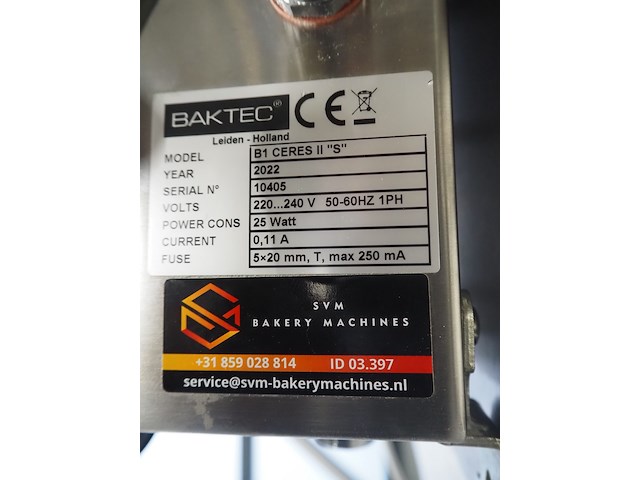 BAKTEC® CE
Leiden - Holland
MODEL B1 CERES II "S"
YEAR 2022
SERIAL N° 10405
VOLTS 220...240 V 50-60HZ 1PH
POWER CONS 25 Watt
CURRENT 0,11 A
FUSE 5×20 mm, T, max 250 mA
SVM
BAKERY MACHINES
+31 859 028 814 ID 03.397
service@svm-bakerymachines.nl